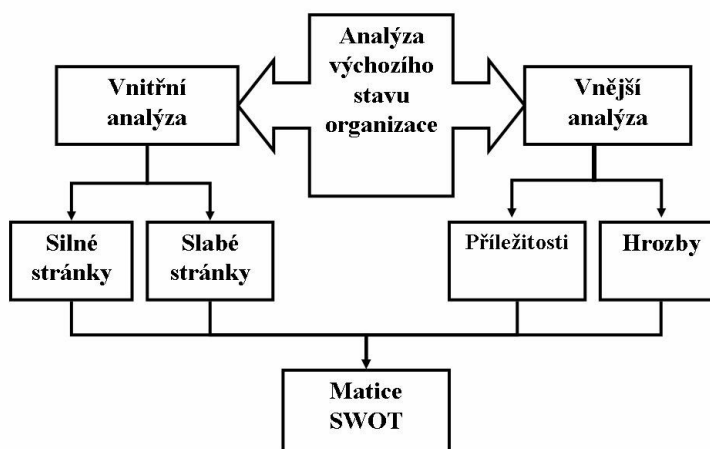 Analýza
výchozího
stavu
organizace
Vnitřní
analýza
Vnější
analýza
Silné
stránky
Slabé
stránky
Příležitosti
Hrozby
Matice
SWOT